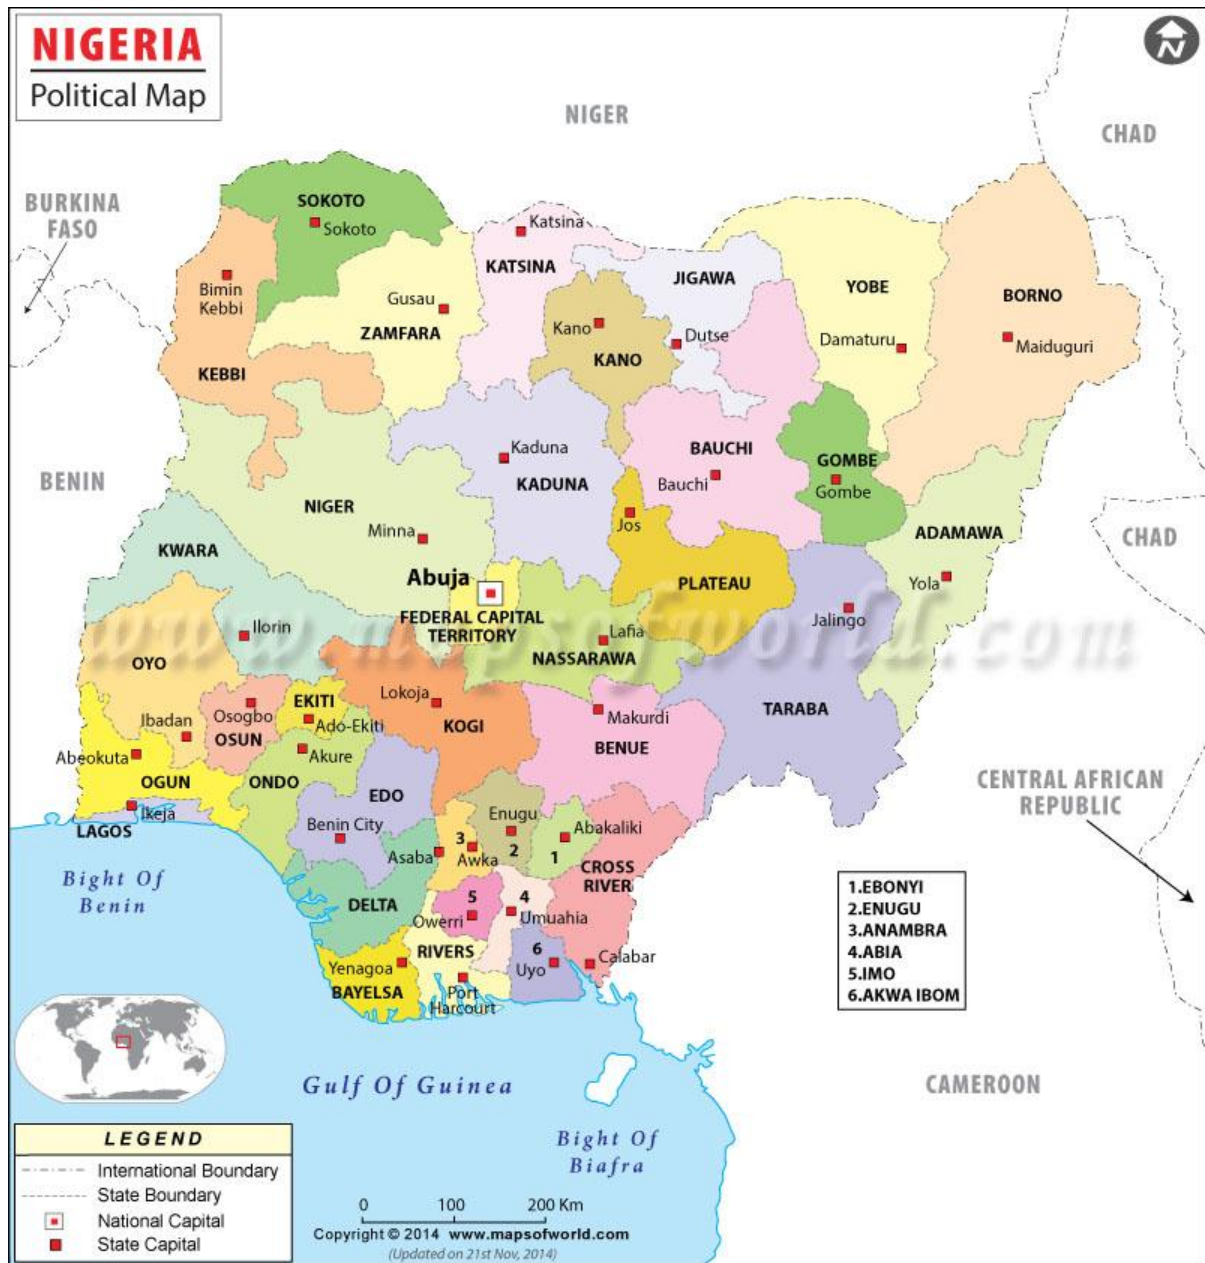 NIGERIA
Political Map
N
NIGER
CHAD
BURKINA
FASO
SOKOTO
Sokoto
Katsina
KATSINA
JIGAWA
YOBE
BORNO
Bimin
Kebbi
Gusau
ZAMFARA
Kano
KANO
Dutse
Damaturu
Maiduguri
KEBBI
Kaduna
KADUNA
BAUCHI
Bauchi
GOMBE
Gombe
BENIN
NIGER
Minna
Jos
ADAMAWA
CHAD
KWARA
Abuja
FEDERAL CAPITAL
TERRITORY
PLATEAU
Yola
Jalingo
www.mapsofworld.com
Ilorin
Lafia
NASSARAWA
OYO
EKITI
Lokoja
KOGI
Makurdi
BENUE
TARABA
Ibadan
Osogbo
OSUN
Ado-Ekiti
Akure
Abeokuta
OGUN
ONDO
EDO
CENTRAL AFRICAN
REPUBLIC
Ikeja
LAGOS
Benin City
Enugu
Abakaliki
Asaba
3
Awka
2
1
CROSS
RIVER
Bight Of
Benin
DELTA
5
Owerri
4
Umuahia
1.EBONYI
2.ENUGU
3.ANAMBRA
4.ABIA
5.IMO
6.AKWA IBOM
RIVERS
6
Uyo
Calabar
Yenagoa
BAYELSA
Port
Harcourt
Gulf Of Guinea
CAMEROON
Bight Of
Biafra
LEGEND
International Boundary
State Boundary
National Capital
State Capital
0 100 200 Km
Copyright © 2014 www.mapsofworld.com
(Updated on 21st Nov, 2014)